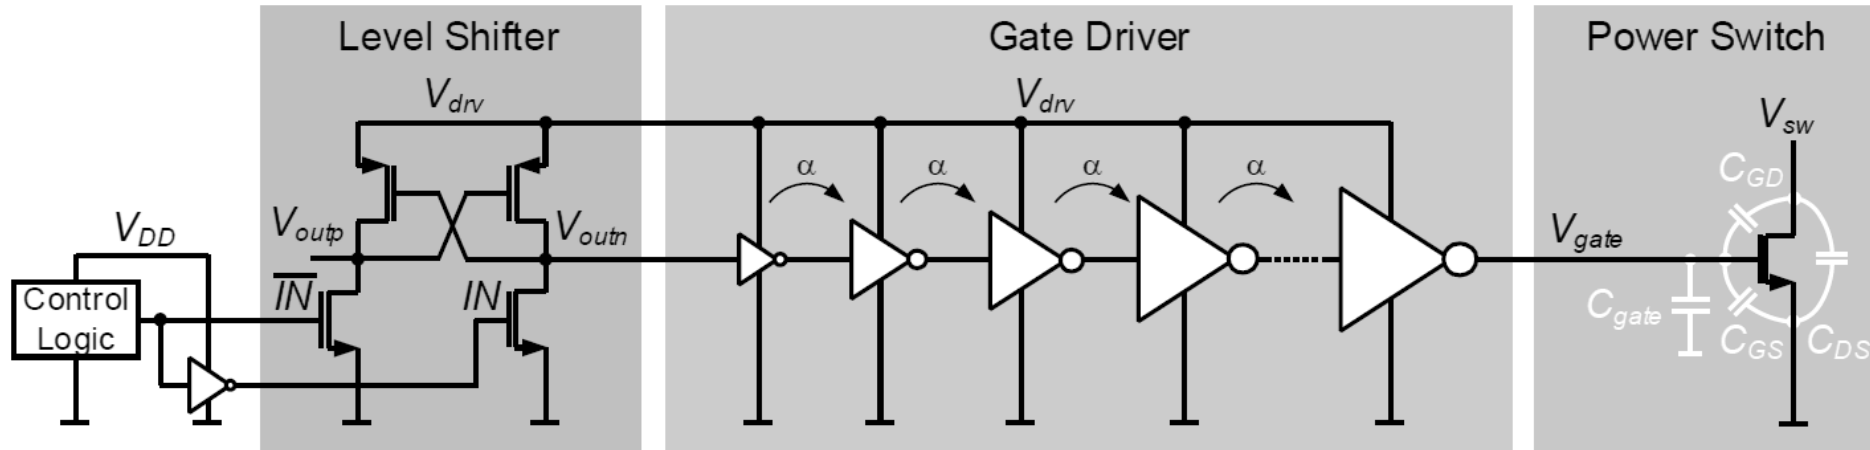 Level Shifter
Gate Driver
Power Switch
V_drv
V_drv
V_sw
α
α
α
α
C_GD
V_DD
V_outp
V_outn
V_gate
I̅N̅
IN
Control
Logic
C_gate
C_GS
C_DS